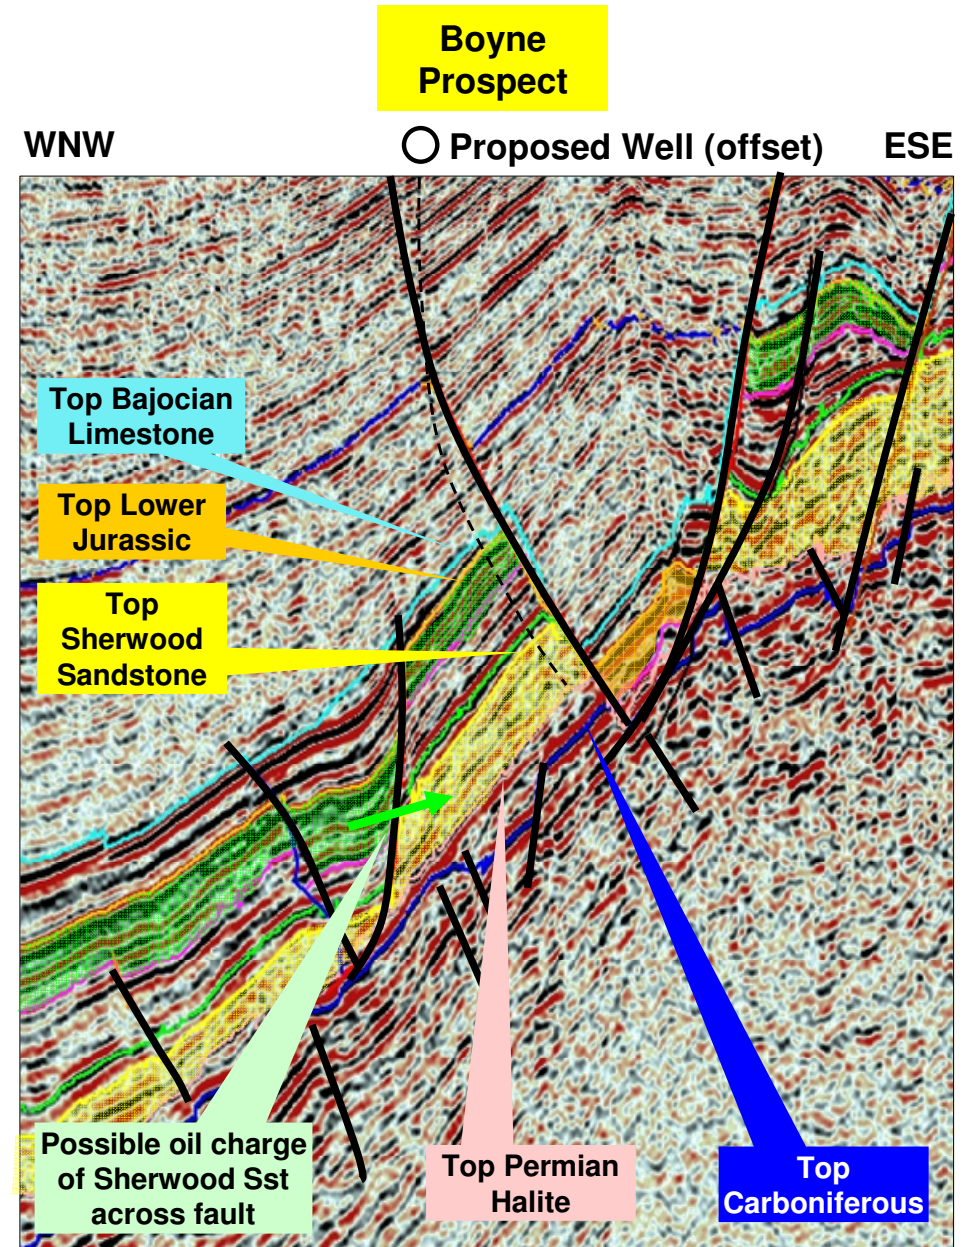 Boyne
Prospect
WNW
Proposed Well (offset)
ESE
Top Bajocian
Limestone
Top Lower
Jurassic
Top
Sherwood
Sandstone
Possible oil charge
of Sherwood Sst
across fault
Top Permian
Halite
Top
Carboniferous